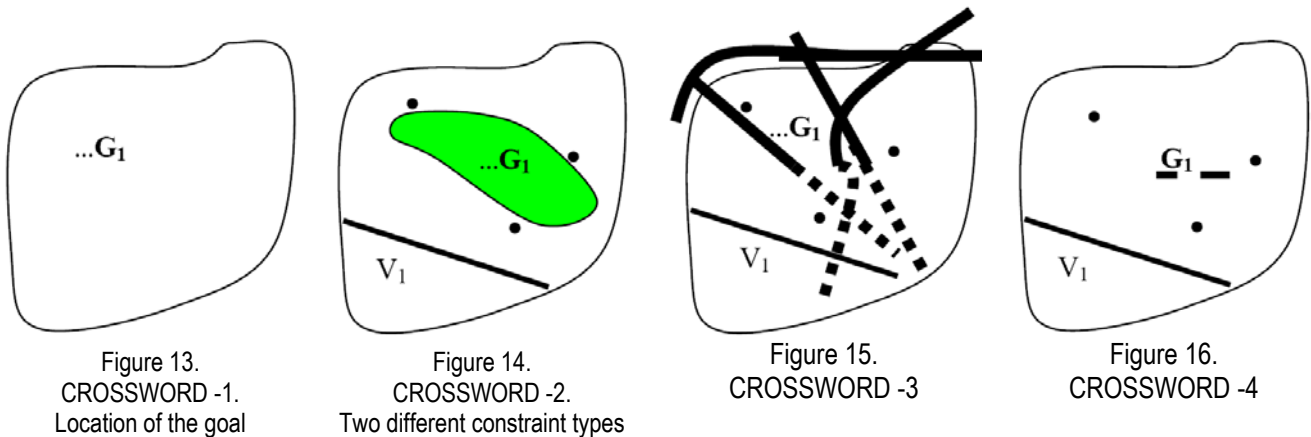 ...G₁
...G₁
V₁
...G₁
V₁
G₁
Figure 13.
CROSSWORD -1.
Location of the goal
Figure 14.
CROSSWORD -2.
Two different constraint types
Figure 15.
CROSSWORD -3
Figure 16.
CROSSWORD -4